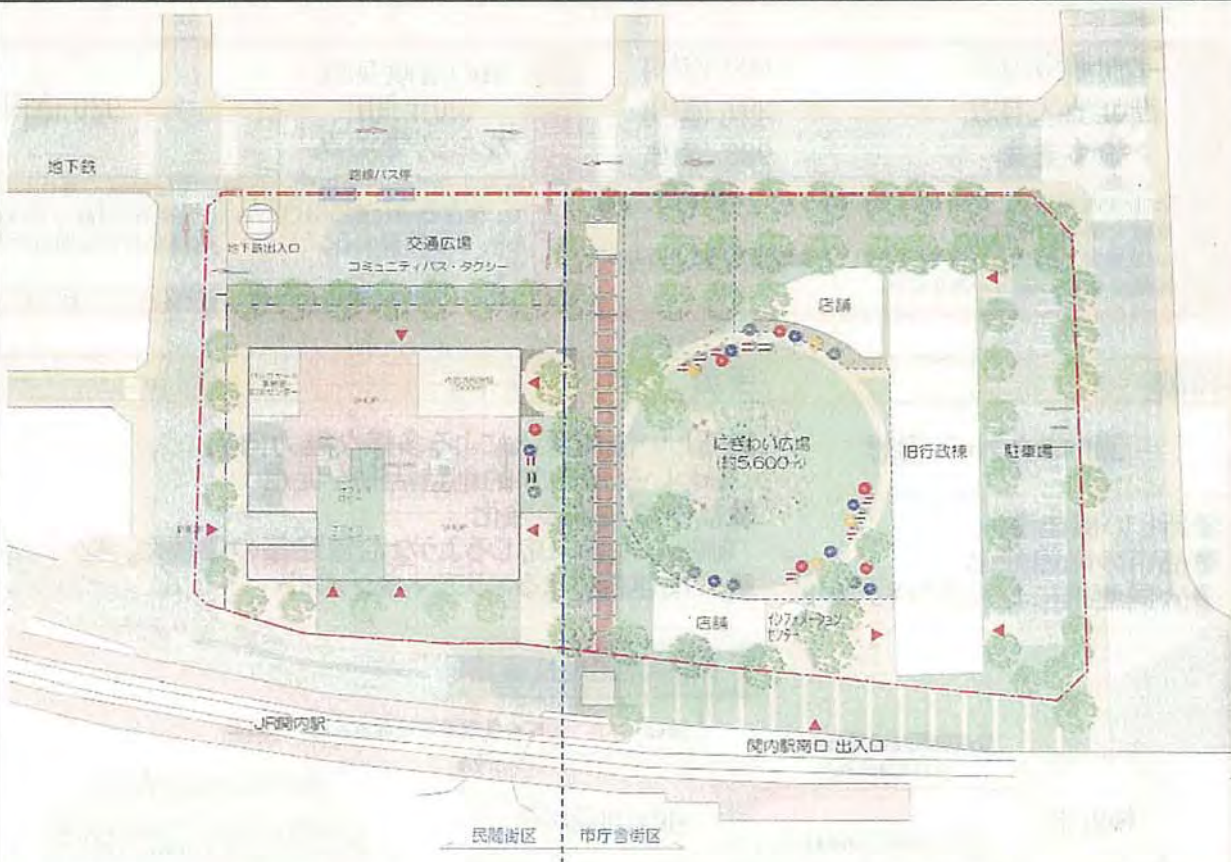 地下鉄
路線バス停
地下鉄出入口
交通広場
コミュニティバス・タクシー
店舗
SHOP
にぎわい広場
(約5,600㎡)
旧行政棟
駐車場
SHOP
店舗
インフォメーション
センター
JR関内駅
関内駅南口 出入口
民間街区
市庁舎街区